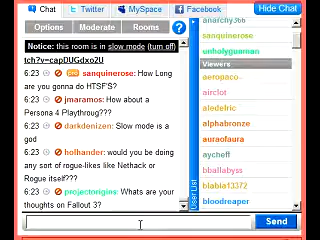 Chat Twitter MySpace Facebook Hide Chat
Options Moderate Rooms ?
Notice: this room is in slow mode (turn off)
tch?v=capDUGdxo2U
6:23 sanquinerose: How Long
are you gonna do HTSF'S?
6:23 jmaramos: How about a
Persona 4 Playthroug???
6:23 darkdenizen: Slow mode is a
god
6:23 holhander: would you be doing
any sort of rogue-likes like Nethack or
Rogue itself???
6:23 projectorigins: Whats are your
thoughts on Fallout 3?
Send
User List
anarchy366
sanquinerose
unholygunman
Viewers
aeropaco
airclot
aledefric
alphabronze
auraofaura
aycheff
bballabyss
blabla13372
bloodreaper